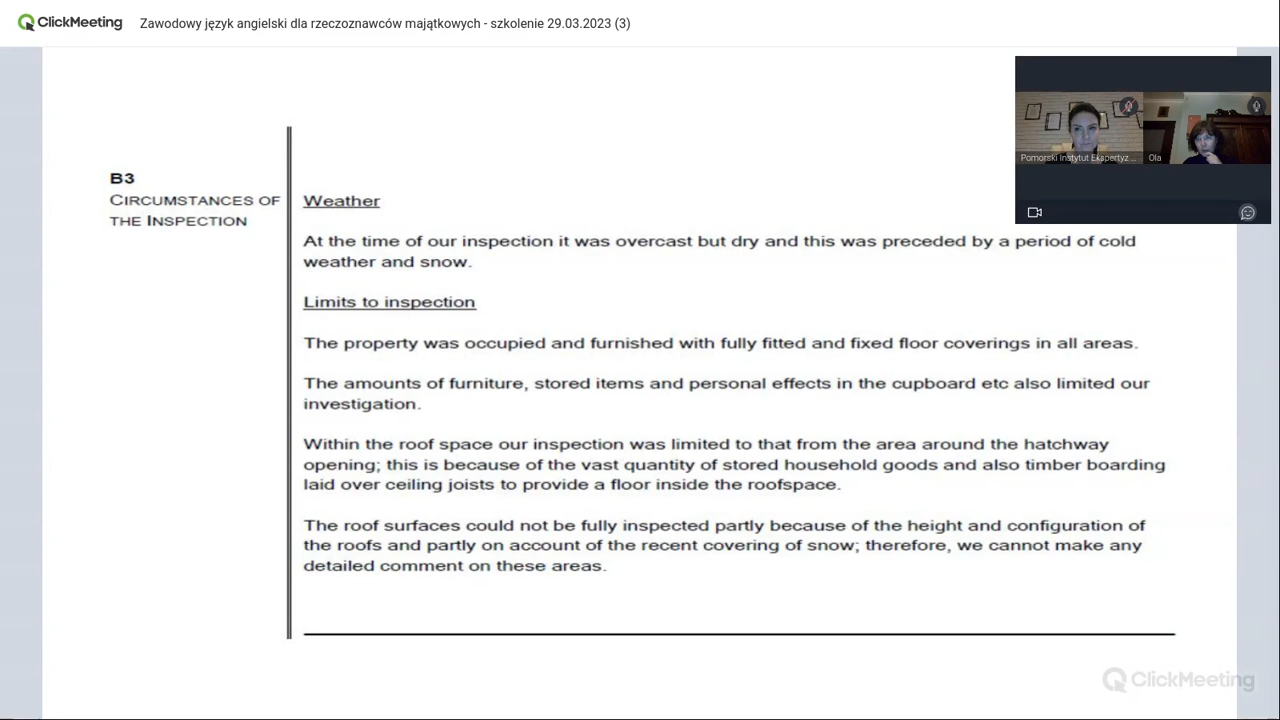 ClickMeeting
Zawodowy język angielski dla rzeczoznawców majątkowych - szkolenie 29.03.2023 (3)
Pomorski Instytut Ekspertyz ...
Ola
B3
CIRCUMSTANCES OF
THE INSPECTION
Weather
At the time of our inspection it was overcast but dry and this was preceded by a period of cold
weather and snow.
Limits to inspection
The property was occupied and furnished with fully fitted and fixed floor coverings in all areas.
The amounts of furniture, stored items and personal effects in the cupboard etc also limited our
investigation.
Within the roof space our inspection was limited to that from the area around the hatchway
opening; this is because of the vast quantity of stored household goods and also timber boarding
laid over ceiling joists to provide a floor inside the roofspace.
The roof surfaces could not be fully inspected partly because of the height and configuration of
the roofs and partly on account of the recent covering of snow; therefore, we cannot make any
detailed comment on these areas.
ClickMeeting